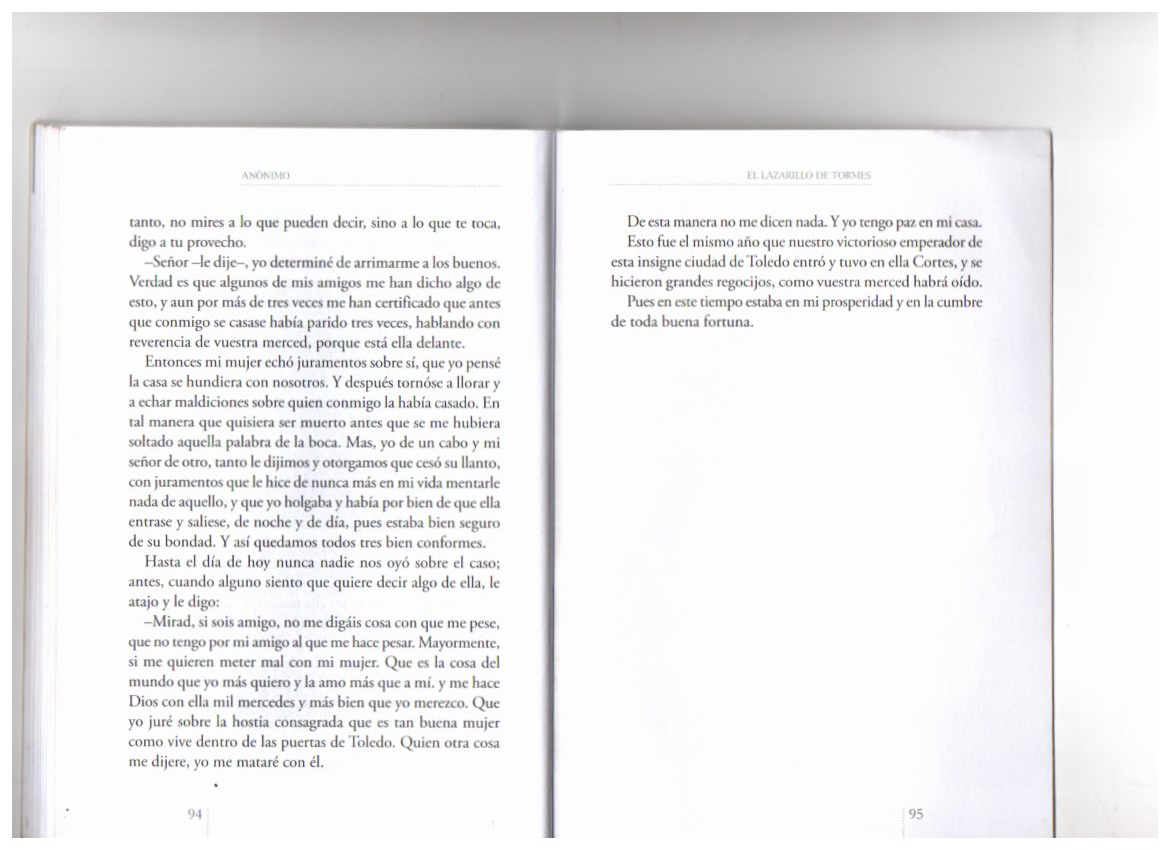 ANÓNIMO
tanto, no mires a lo que pueden decir, sino a lo que te toca,
digo a tu provecho.
–Señor –le dije–, yo determiné de arrimarme a los buenos.
Verdad es que algunos de mis amigos me han dicho algo de
esto, y aun por más de tres veces me han certificado que antes
que conmigo se casase había parido tres veces, hablando con
reverencia de vuestra merced, porque está ella delante.
Entonces mi mujer echó juramentos sobre sí, que yo pensé
la casa se hundiera con nosotros. Y después tornóse a llorar y
a echar maldiciones sobre quien conmigo la había casado. En
tal manera que quisiera ser muerto antes que se me hubiera
soltado aquella palabra de la boca. Mas, yo de un cabo y mi
señor de otro, tanto le dijimos y otorgamos que cesó su llanto,
con juramentos que le hice de nunca más en mi vida mentarle
nada de aquello, y que yo holgaba y había por bien de que ella
entrase y saliese, de noche y de día, pues estaba bien seguro
de su bondad. Y así quedamos todos tres bien conformes.
Hasta el día de hoy nunca nadie nos oyó sobre el caso;
antes, cuando alguno siento que quiere decir algo de ella, le
atajo y le digo:
–Mirad, si sois amigo, no me digáis cosa con que me pese,
que no tengo por mi amigo al que me hace pesar. Mayormente,
si me quieren meter mal con mi mujer. Que es la cosa del
mundo que yo más quiero y la amo más que a mí. y me hace
Dios con ella mil mercedes y más bien que yo merezco. Que
yo juré sobre la hostia consagrada que es tan buena mujer
como vive dentro de las puertas de Toledo. Quien otra cosa
me dijere, yo me mataré con él.
94
EL LAZARILLO DE TORMES
De esta manera no me dicen nada. Y yo tengo paz en mi casa.
Esto fue el mismo año que nuestro victorioso emperador de
esta insigne ciudad de Toledo entró y tuvo en ella Cortes, y se
hicieron grandes regocijos, como vuestra merced habrá oído.
Pues en este tiempo estaba en mi prosperidad y en la cumbre
de toda buena fortuna.
95